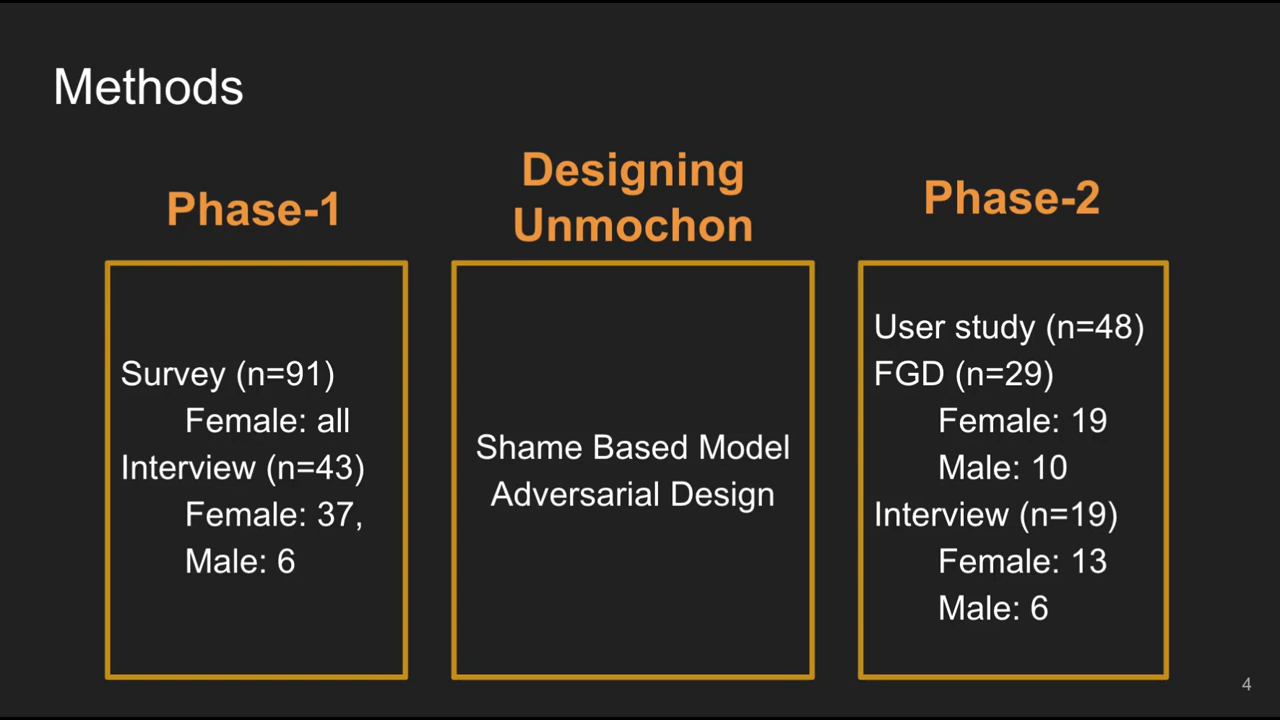 Methods
Phase-1
Survey (n=91)
Female: all
Interview (n=43)
Female: 37,
Male: 6
Designing
Unmochon
Shame Based Model
Adversarial Design
Phase-2
User study (n=48)
FGD (n=29)
Female: 19
Male: 10
Interview (n=19)
Female: 13
Male: 6
4